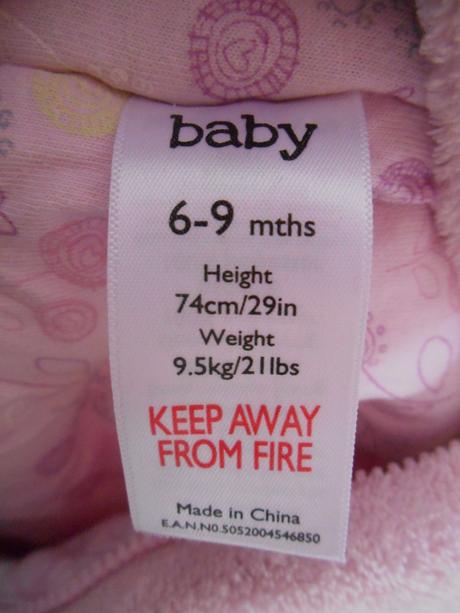 baby
6-9 mths
Height
74cm/29in
Weight
9.5kg/21lbs
KEEP AWAY
FROM FIRE
Made in China
E.A.N.NO.5052004546850